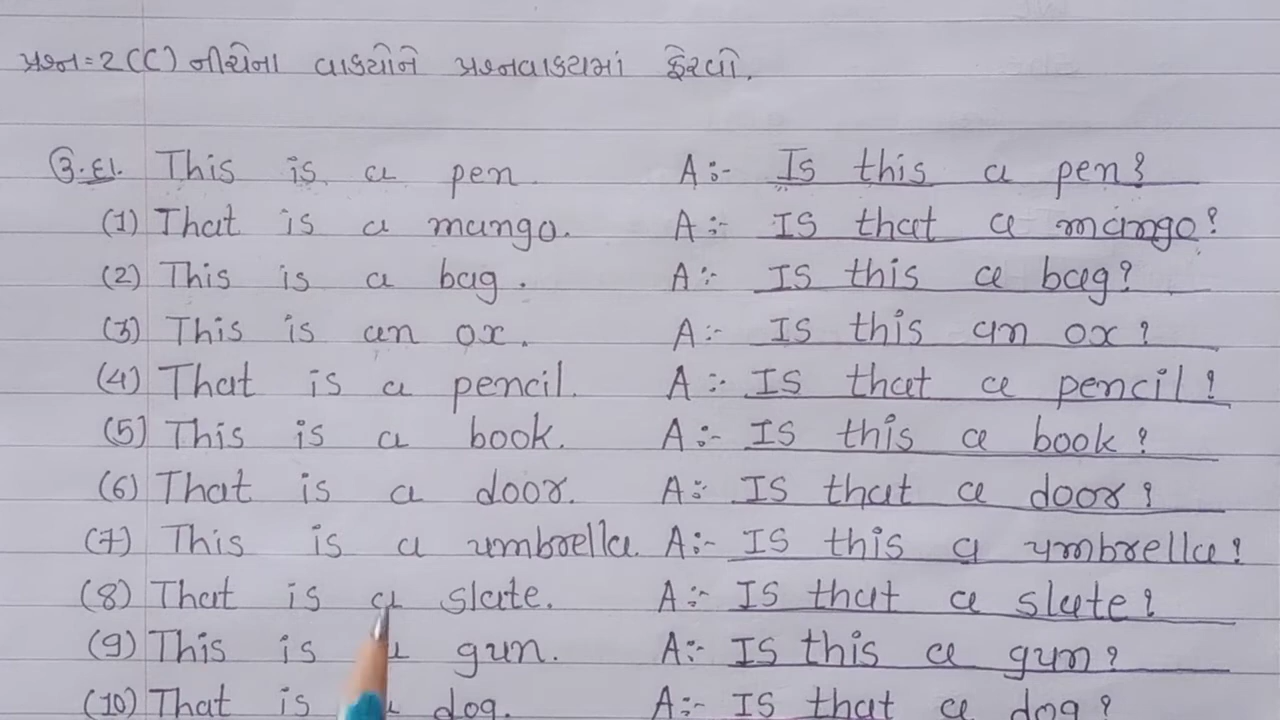 પ્રશ્ન=2(C) નીચેના વાક્યોને પ્રશ્નવાક્યમાં ફેરવો.
ઉ.દા. This is a pen. A:- Is this a pen?
(1) That is a mango. A:- IS that a mango?
(2) This is a bag. A:- IS this a bag?
(3) This is an ox. A:- IS this an ox?
(4) That is a pencil. A:- IS that a pencil?
(5) This is a book. A:- IS this a book?
(6) That is a door. A:- IS that a door?
(7) This is a umbrella. A:- IS this a umbrella?
(8) That is a slate. A:- IS that a slate?
(9) This is a gun. A:- IS this a gun?
(10) That is a dog. A:- IS that a dog?